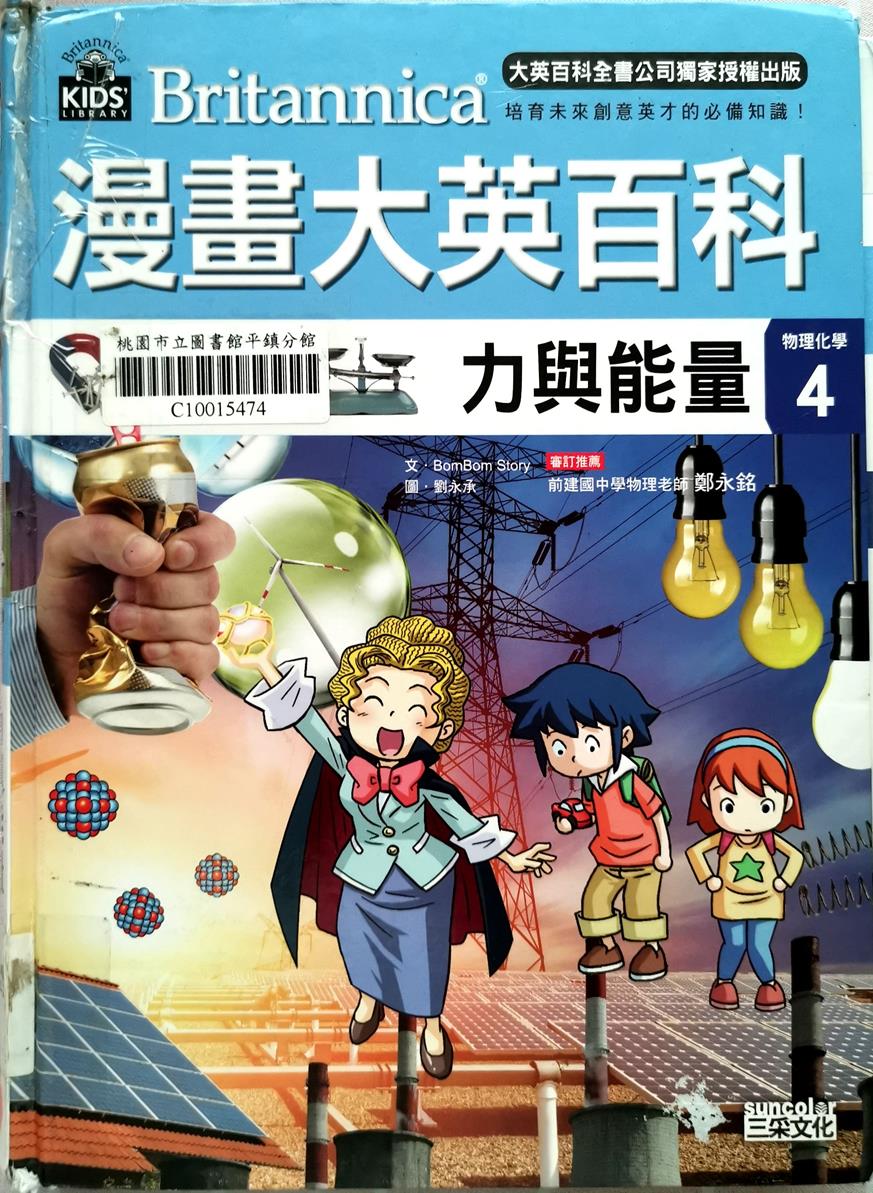 Britannica
KIDS'
LIBRARY
Britannica®
大英百科全書公司獨家授權出版
培育未來創意英才的必備知識！
漫畫大英百科
桃園市立圖書館平鎮分館
C10015474
力與能量
物理化學
4
文‧BomBom Story
圖‧劉永承
審訂推薦
前建國中學物理老師 鄭永銘
suncolor
三采文化